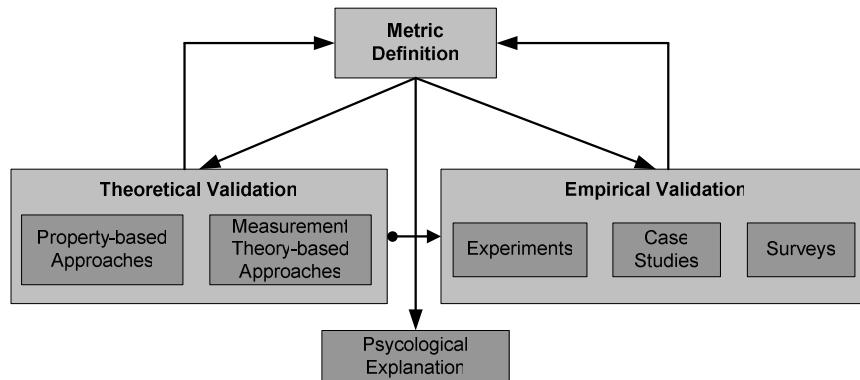 Metric
Definition
Theoretical Validation
Property-based
Approaches
Measurement
Theory-based
Approaches
Empirical Validation
Experiments
Case
Studies
Surveys
Psycological
Explanation